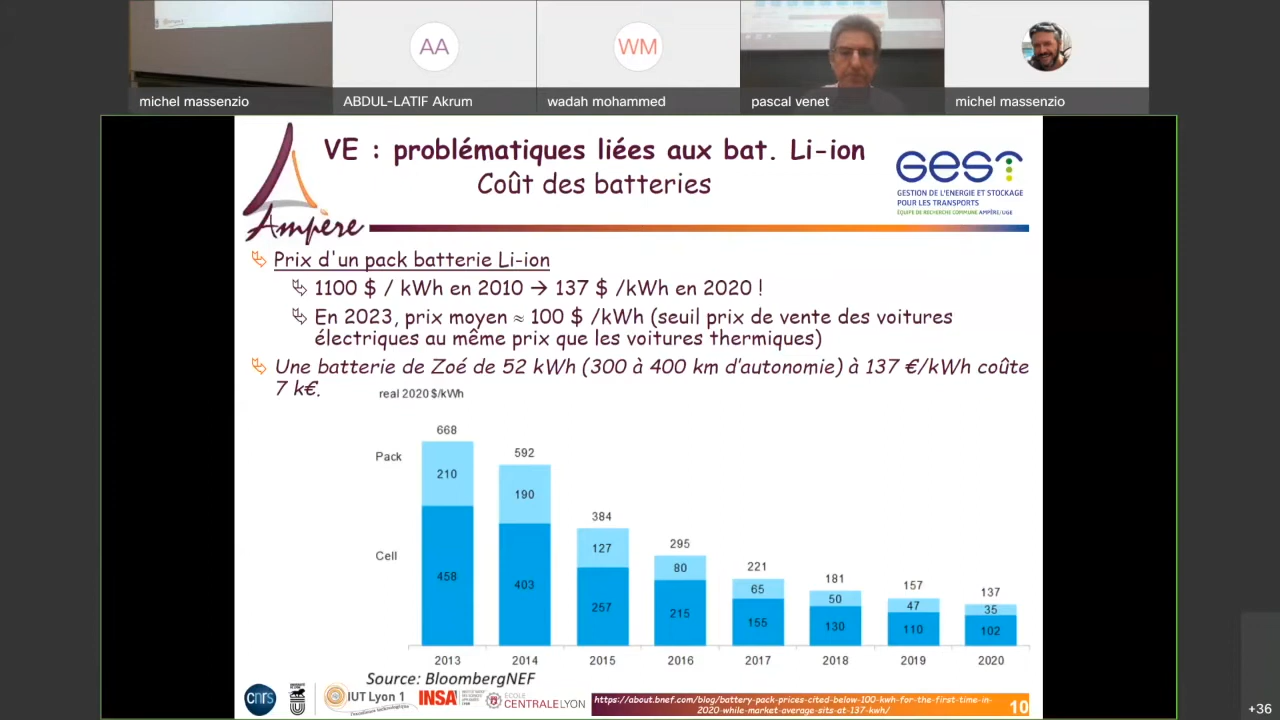 AA
WM
michel massenzio
ABDUL-LATIF Akrum
wadah mohammed
pascal venet
michel massenzio
Ampère
VE : problématiques liées aux bat. Li-ion
Coût des batteries
GEST
GESTION DE L'ENERGIE ET STOCKAGE
POUR LES TRANSPORTS
ÉQUIPE DE RECHERCHE COMMUNE AMPÈRE/LICIT
Prix d'un pack batterie Li-ion
1100 $ / kWh en 2010 → 137 $ /kWh en 2020 !
En 2023, prix moyen ≈ 100 $ /kWh (seuil prix de vente des voitures
électriques au même prix que les voitures thermiques)
Une batterie de Zoé de 52 kWh (300 à 400 km d'autonomie) à 137 €/kWh coûte
7 k€.
real 2020 $/kWh
668
592
384
295
221
181
157
137
Pack
210
190
127
80
65
50
47
35
Cell
458
403
257
215
155
130
110
102
2013
2014
2015
2016
2017
2018
2019
2020
Source: BloombergNEF
cnrs
IUT Lyon 1
INSA
ÉCOLE
CENTRALELYON
https://about.bnef.com/blog/battery-pack-prices-cited-below-100-kwh-for-the-first-time-in-
2020-while-market-average-sits-at-137-kwh/
10
+36